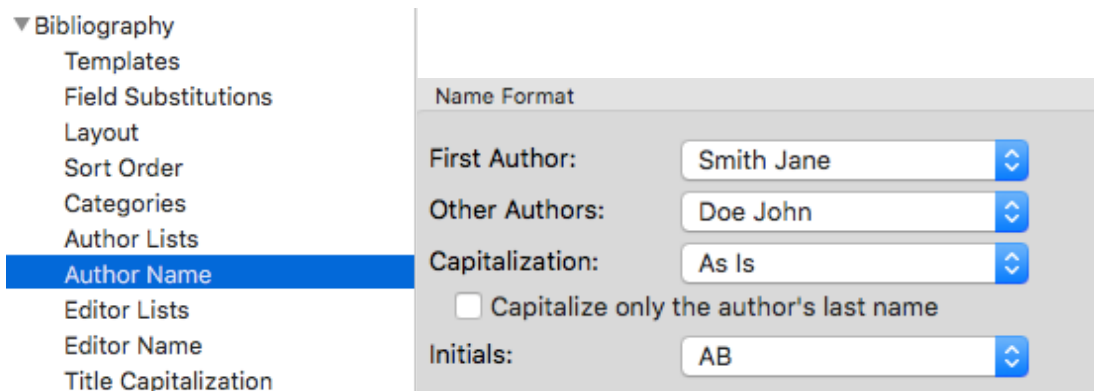 Bibliography
Templates
Field Substitutions
Layout
Sort Order
Categories
Author Lists
Author Name
Editor Lists
Editor Name
Title Capitalization
Name Format
First Author: Smith Jane
Other Authors: Doe John
Capitalization: As Is
Capitalize only the author's last name
Initials: AB